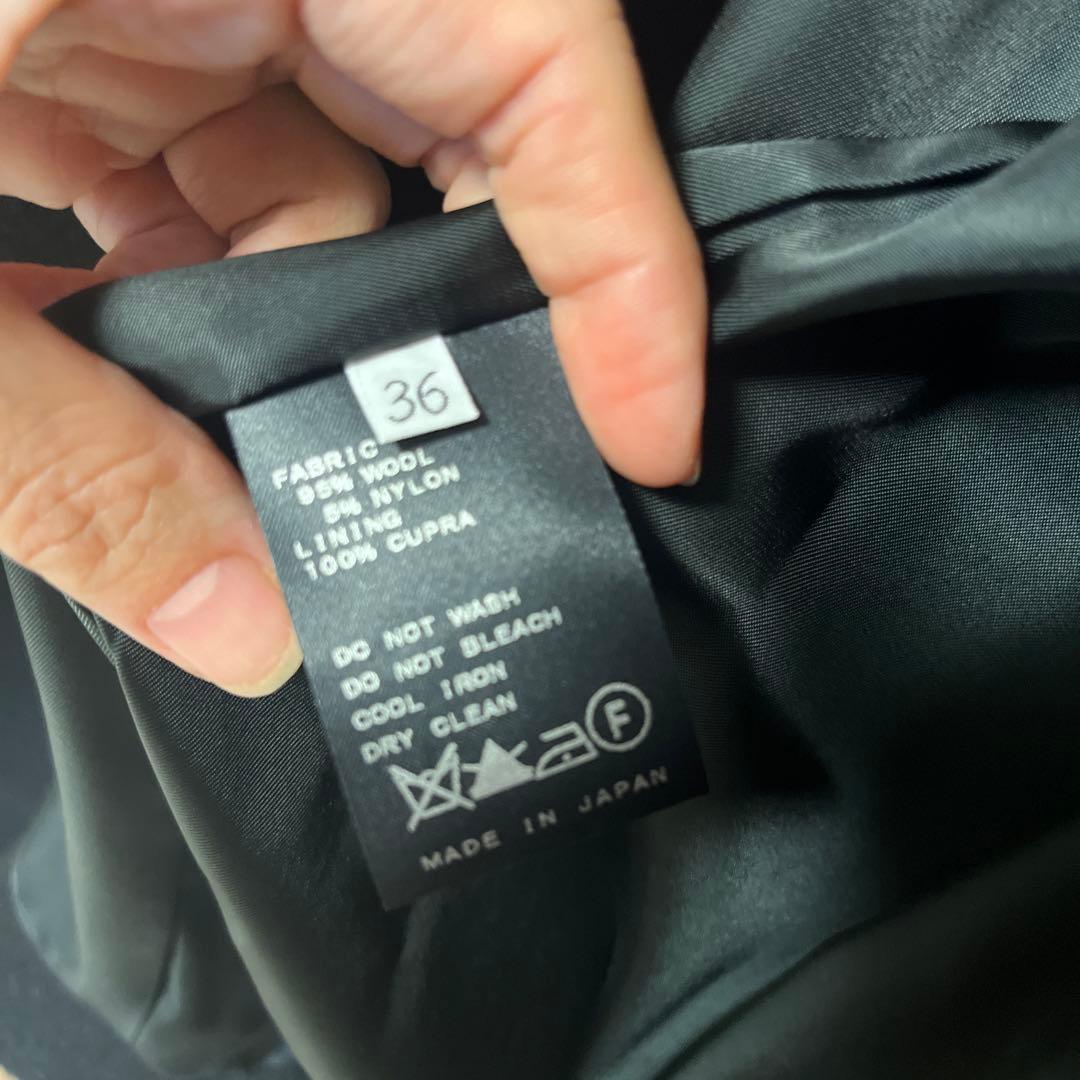 36
FABRIC
95% WOOL
5% NYLON
LINING
100% CUPRA
DO NOT WASH
DO NOT BLEACH
COOL IRON
DRY CLEAN
F
MADE IN JAPAN